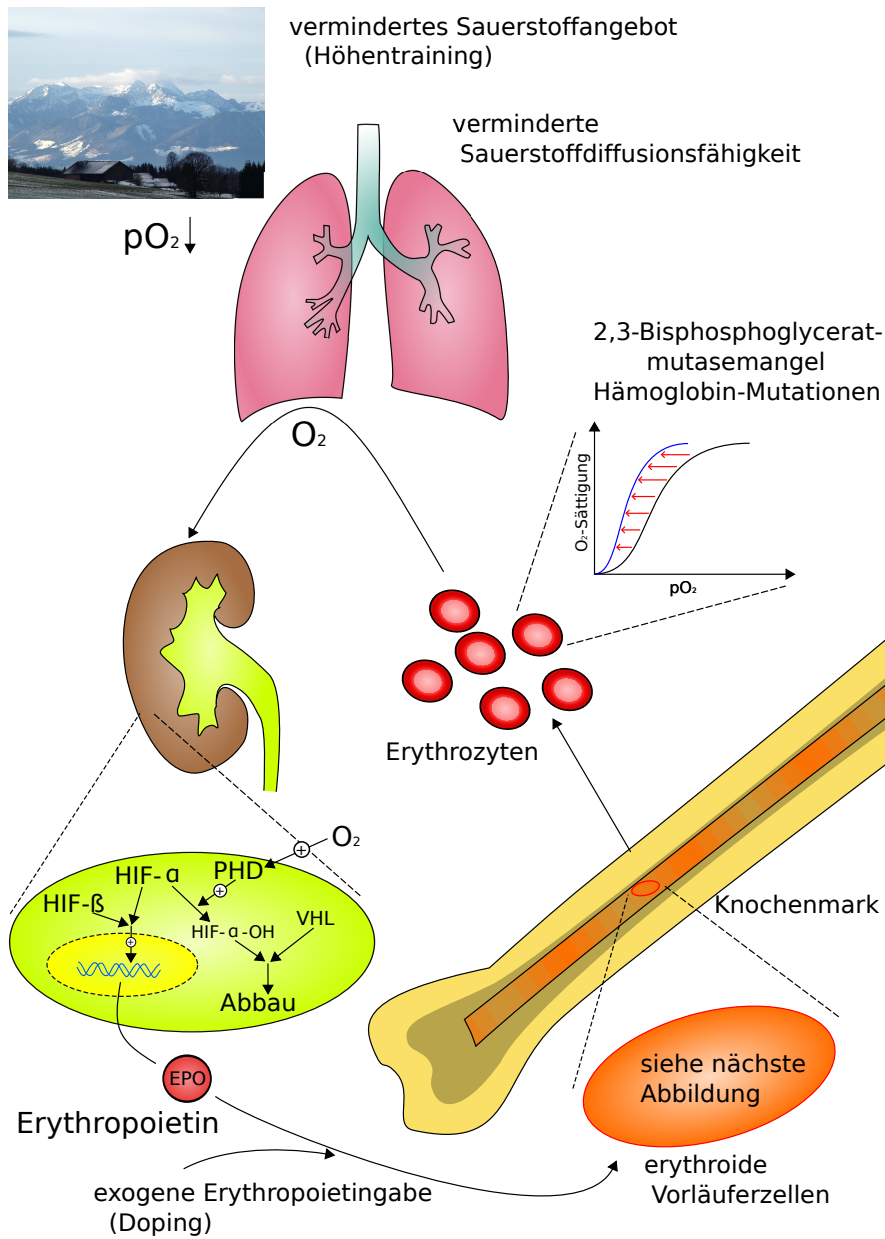 vermindertes Sauerstoffangebot
(Höhentraining)
verminderte
Sauerstoffdiffusionsfähigkeit
pO₂
2,3-Bisphosphoglycerat-
mutasemangel
Hämoglobin-Mutationen
O₂
O₂-Sättigung
pO₂
Erythrozyten
O₂
PHD
HIF-α
HIF-ß
HIF-α-OH
VHL
Abbau
Knochenmark
EPO
Erythropoietin
siehe nächste
Abbildung
erythroide
Vorläuferzellen
exogene Erythropoietingabe
(Doping)